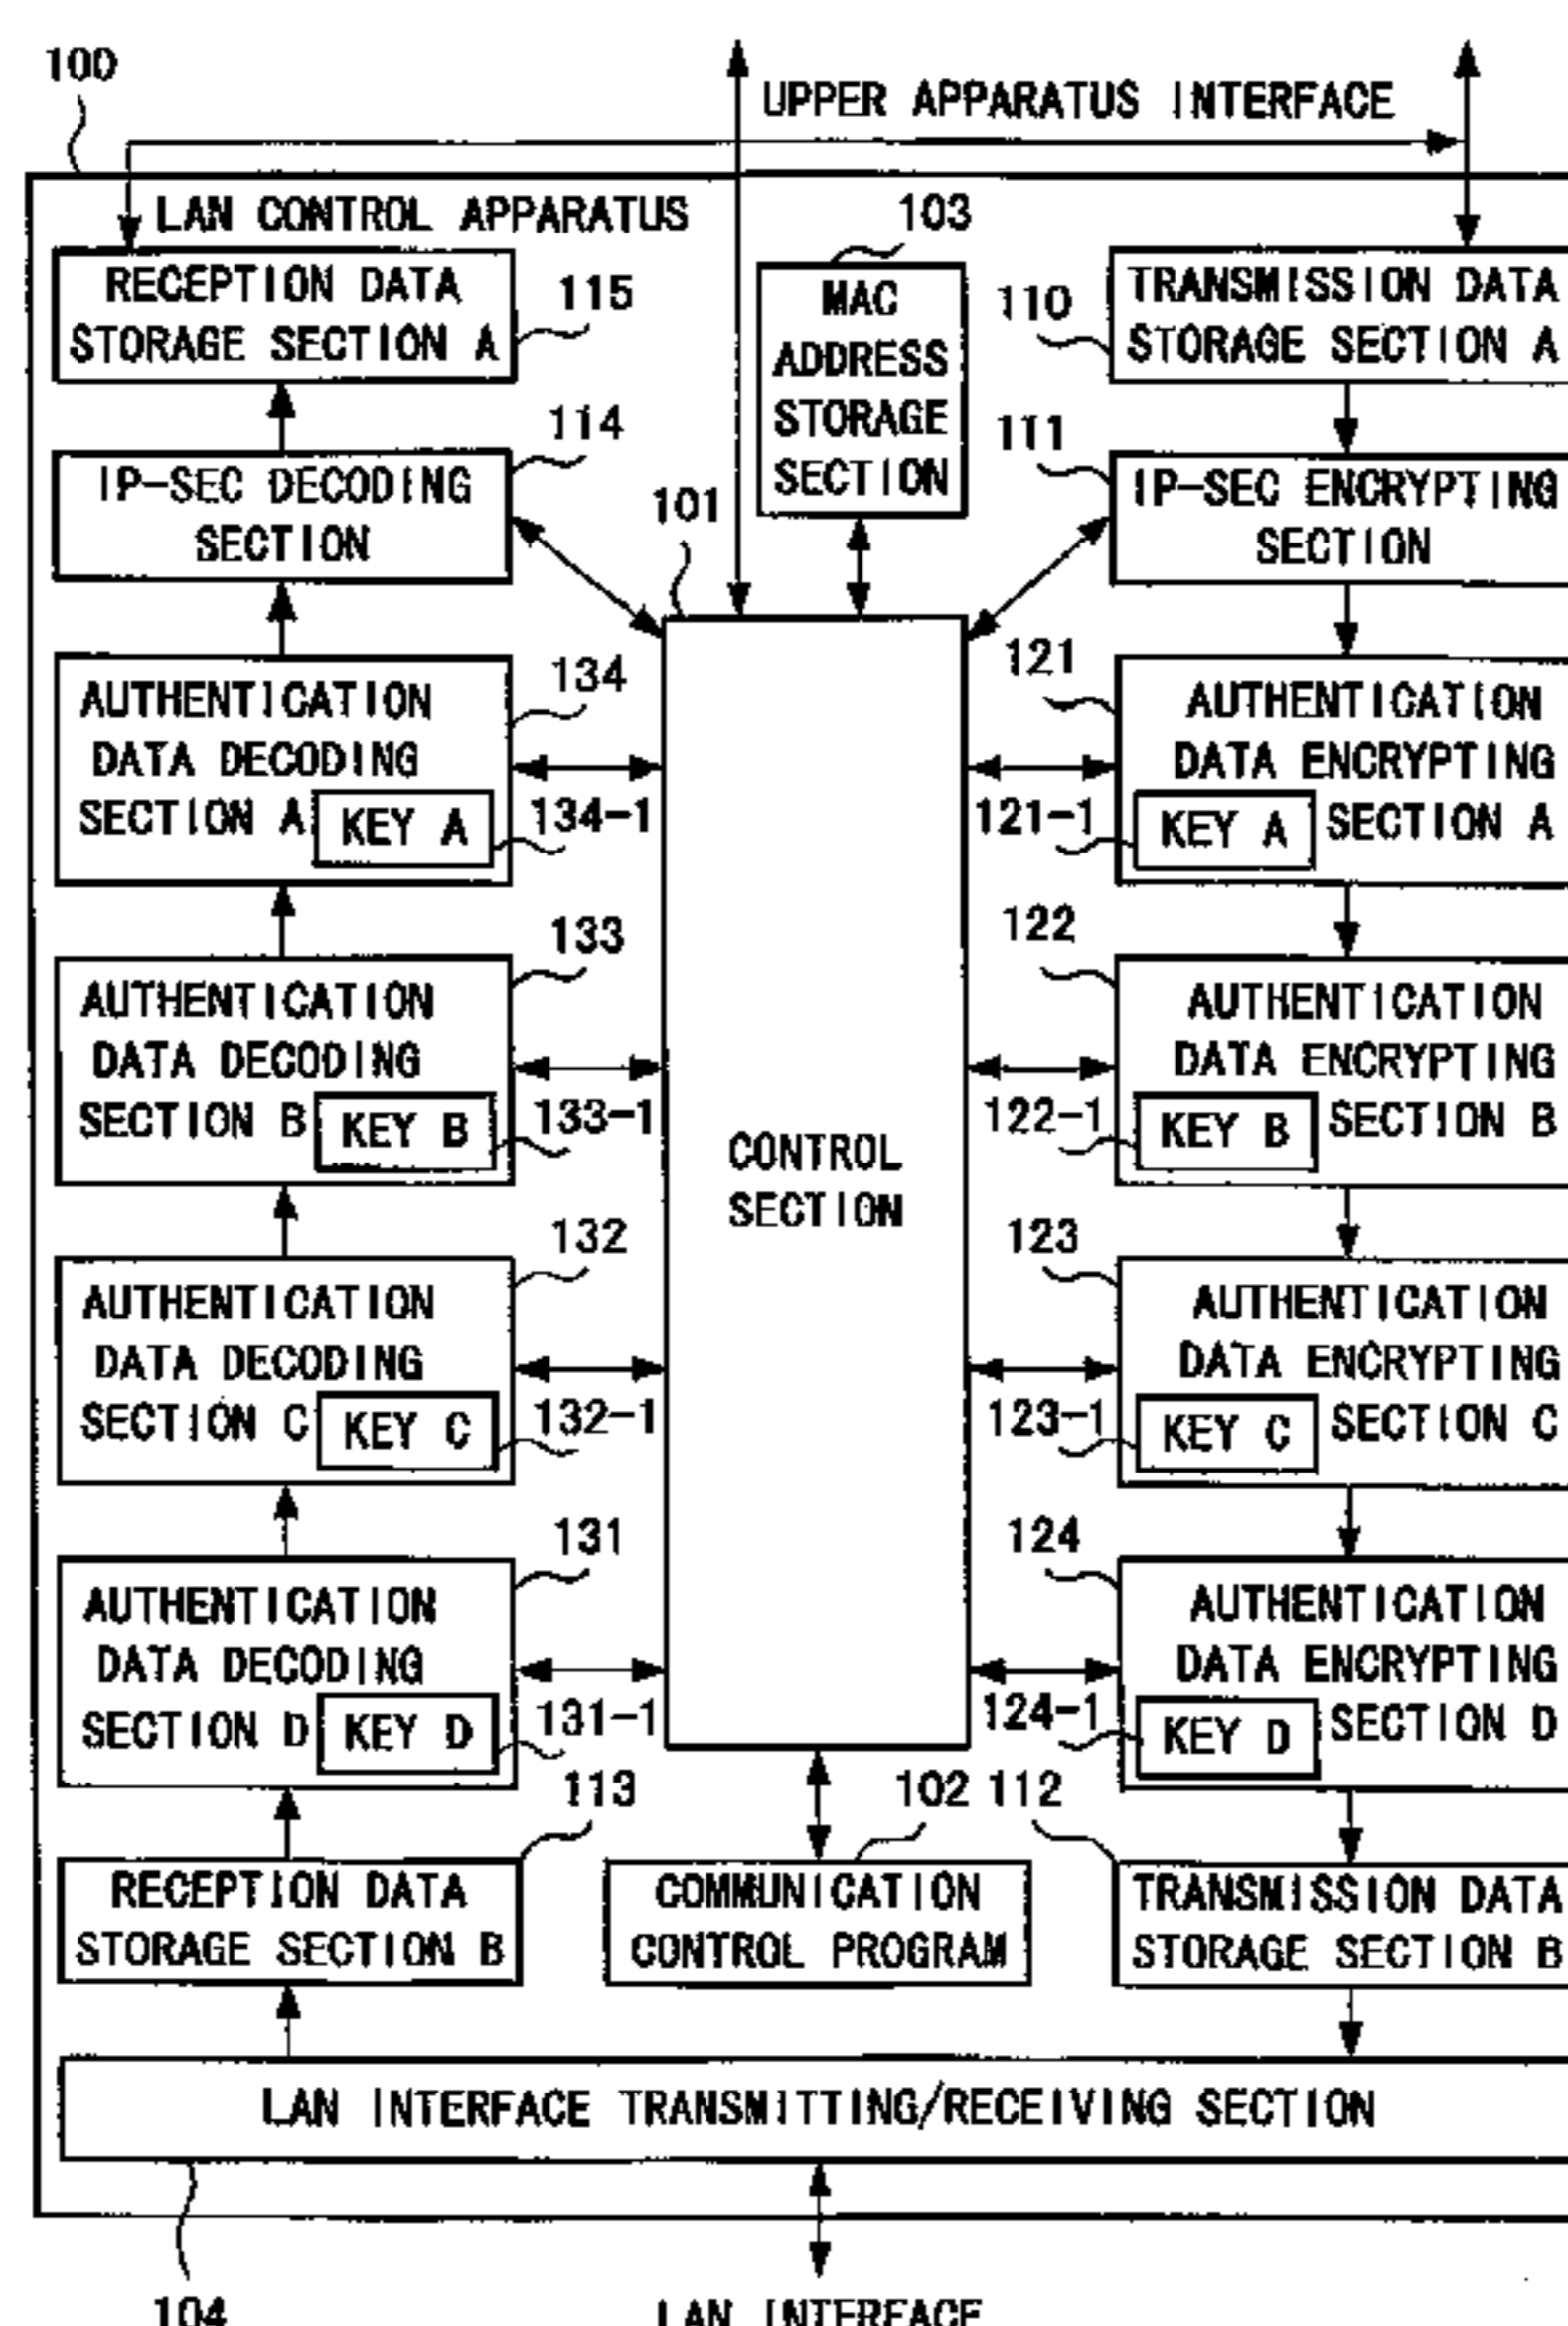 100
UPPER APPARATUS INTERFACE
LAN CONTROL APPARATUS
103
RECEPTION DATA
STORAGE SECTION A
115
MAC
ADDRESS
STORAGE
SECTION
110
TRANSMISSION DATA
STORAGE SECTION A
114
111
IP-SEC DECODING
SECTION
101
IP-SEC ENCRYPTING
SECTION
134
121
AUTHENTICATION
DATA DECODING
SECTION A
KEY A
134-1
121-1
AUTHENTICATION
DATA ENCRYPTING
SECTION A
KEY A
133
122
AUTHENTICATION
DATA DECODING
SECTION B
KEY B
133-1
CONTROL
SECTION
122-1
AUTHENTICATION
DATA ENCRYPTING
SECTION B
KEY B
132
123
AUTHENTICATION
DATA DECODING
SECTION C
KEY C
132-1
123-1
AUTHENTICATION
DATA ENCRYPTING
SECTION C
KEY C
131
124
AUTHENTICATION
DATA DECODING
SECTION D
KEY D
131-1
124-1
AUTHENTICATION
DATA ENCRYPTING
SECTION D
KEY D
113
102
112
RECEPTION DATA
STORAGE SECTION B
COMMUNICATION
CONTROL PROGRAM
TRANSMISSION DATA
STORAGE SECTION B
LAN INTERFACE TRANSMITTING/RECEIVING SECTION
104
LAN INTERFACE